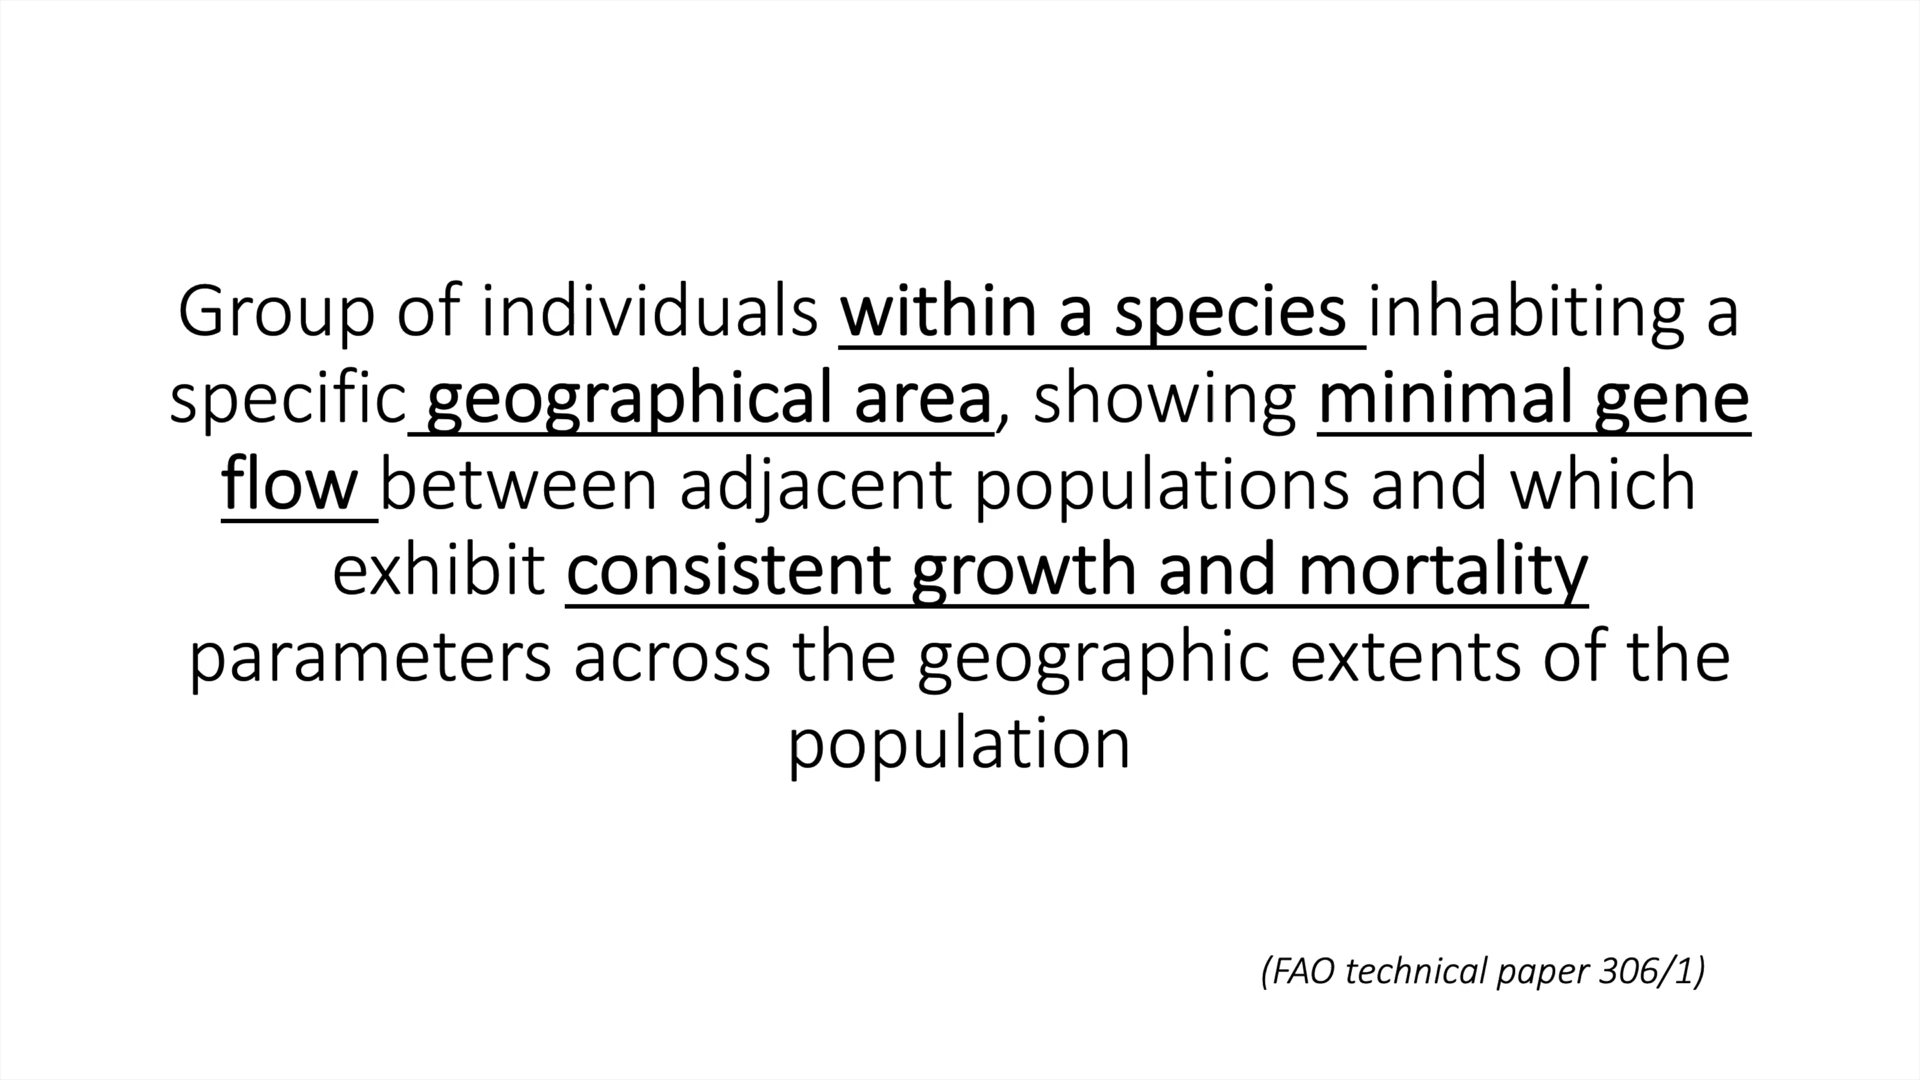 Group of individuals within a species inhabiting a
specific geographical area, showing minimal gene
flow between adjacent populations and which
exhibit consistent growth and mortality
parameters across the geographic extents of the
population
(FAO technical paper 306/1)